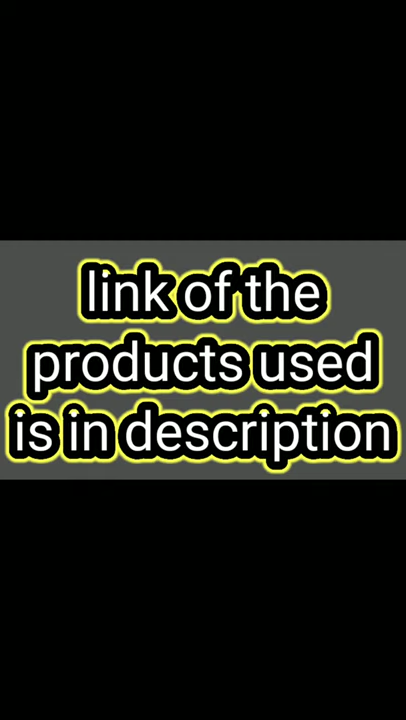 link of the
products used
is in description